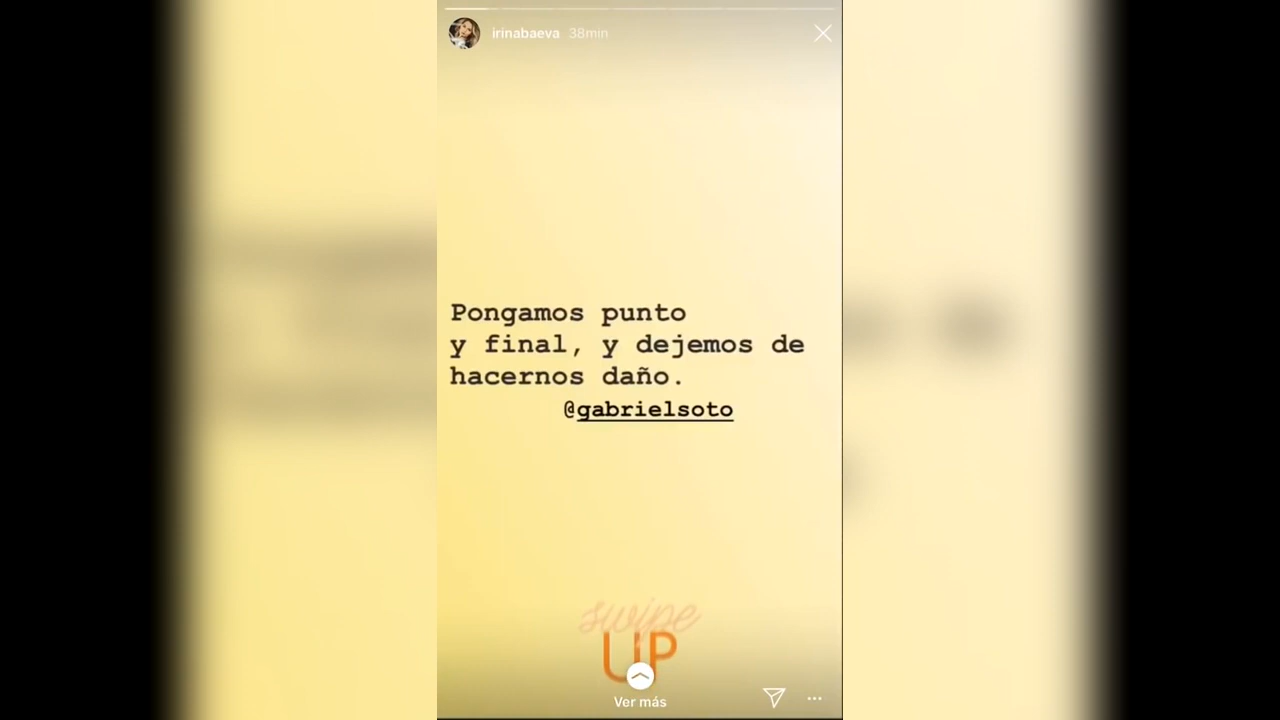 irinabaeva 38min
Pongamos punto
y final, y dejemos de
hacernos daño.
@gabrielsoto
swipe
UP
Ver más